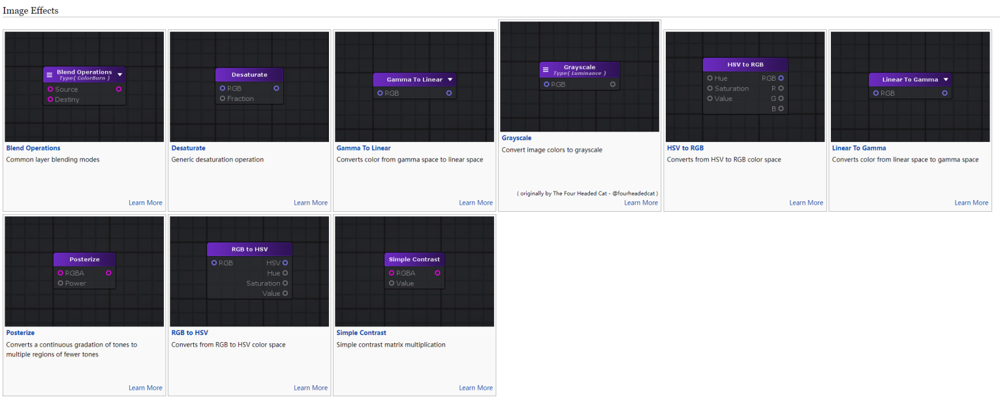 Image Effects
Blend Operations
Type( ColorBurn )
Source
Destiny
Blend Operations
Common layer blending modes
Learn More
Desaturate
RGB
Fraction
Desaturate
Generic desaturation operation
Learn More
Gamma To Linear
RGB
Gamma To Linear
Converts color from gamma space to linear space
Learn More
Grayscale
Type( Luminance )
RGB
Grayscale
Convert image colors to grayscale
( originally by The Four Headed Cat - @fourheadedcat )
Learn More
HSV to RGB
Hue RGB
Saturation R
Value G
B
HSV to RGB
Converts from HSV to RGB color space
Learn More
Linear To Gamma
RGB
Linear To Gamma
Converts color from linear space to gamma space
Learn More
Posterize
RGBA
Power
Posterize
Converts a continuous gradation of tones to
multiple regions of fewer tones
Learn More
RGB to HSV
RGB HSV
Hue
Saturation
Value
RGB to HSV
Converts from RGB to HSV color space
Learn More
Simple Contrast
RGBA
Value
Simple Contrast
Simple contrast matrix multiplication
Learn More